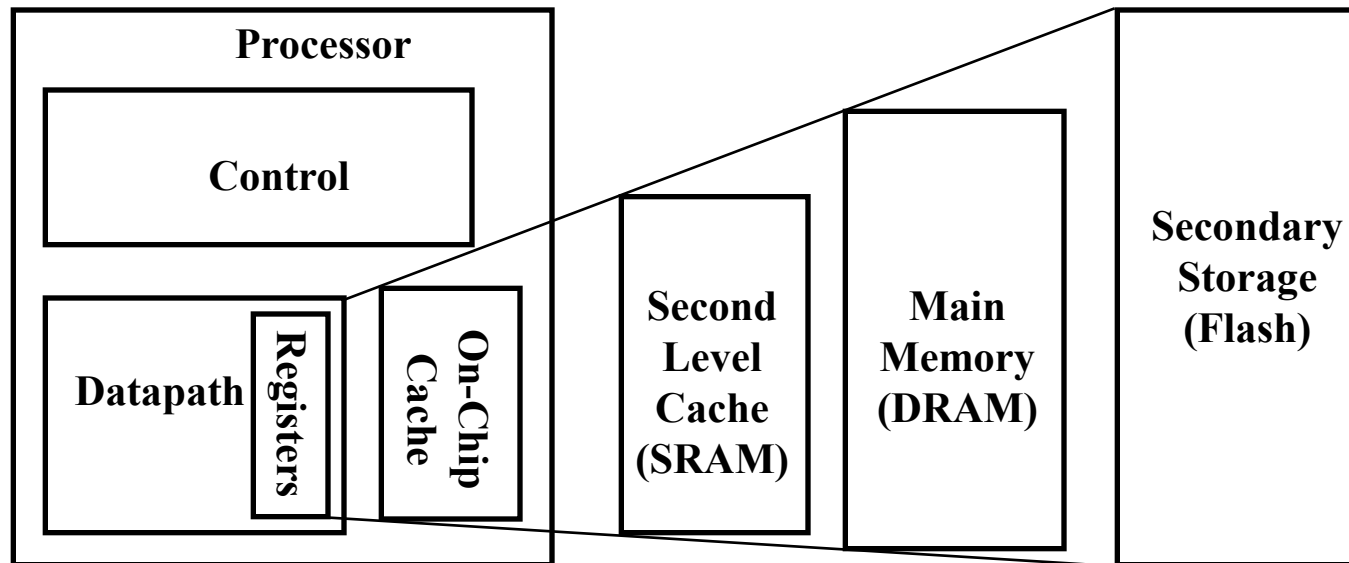 Processor
Control
Datapath
Registers
On-Chip
Cache
Second
Level
Cache
(SRAM)
Main
Memory
(DRAM)
Secondary
Storage
(Flash)